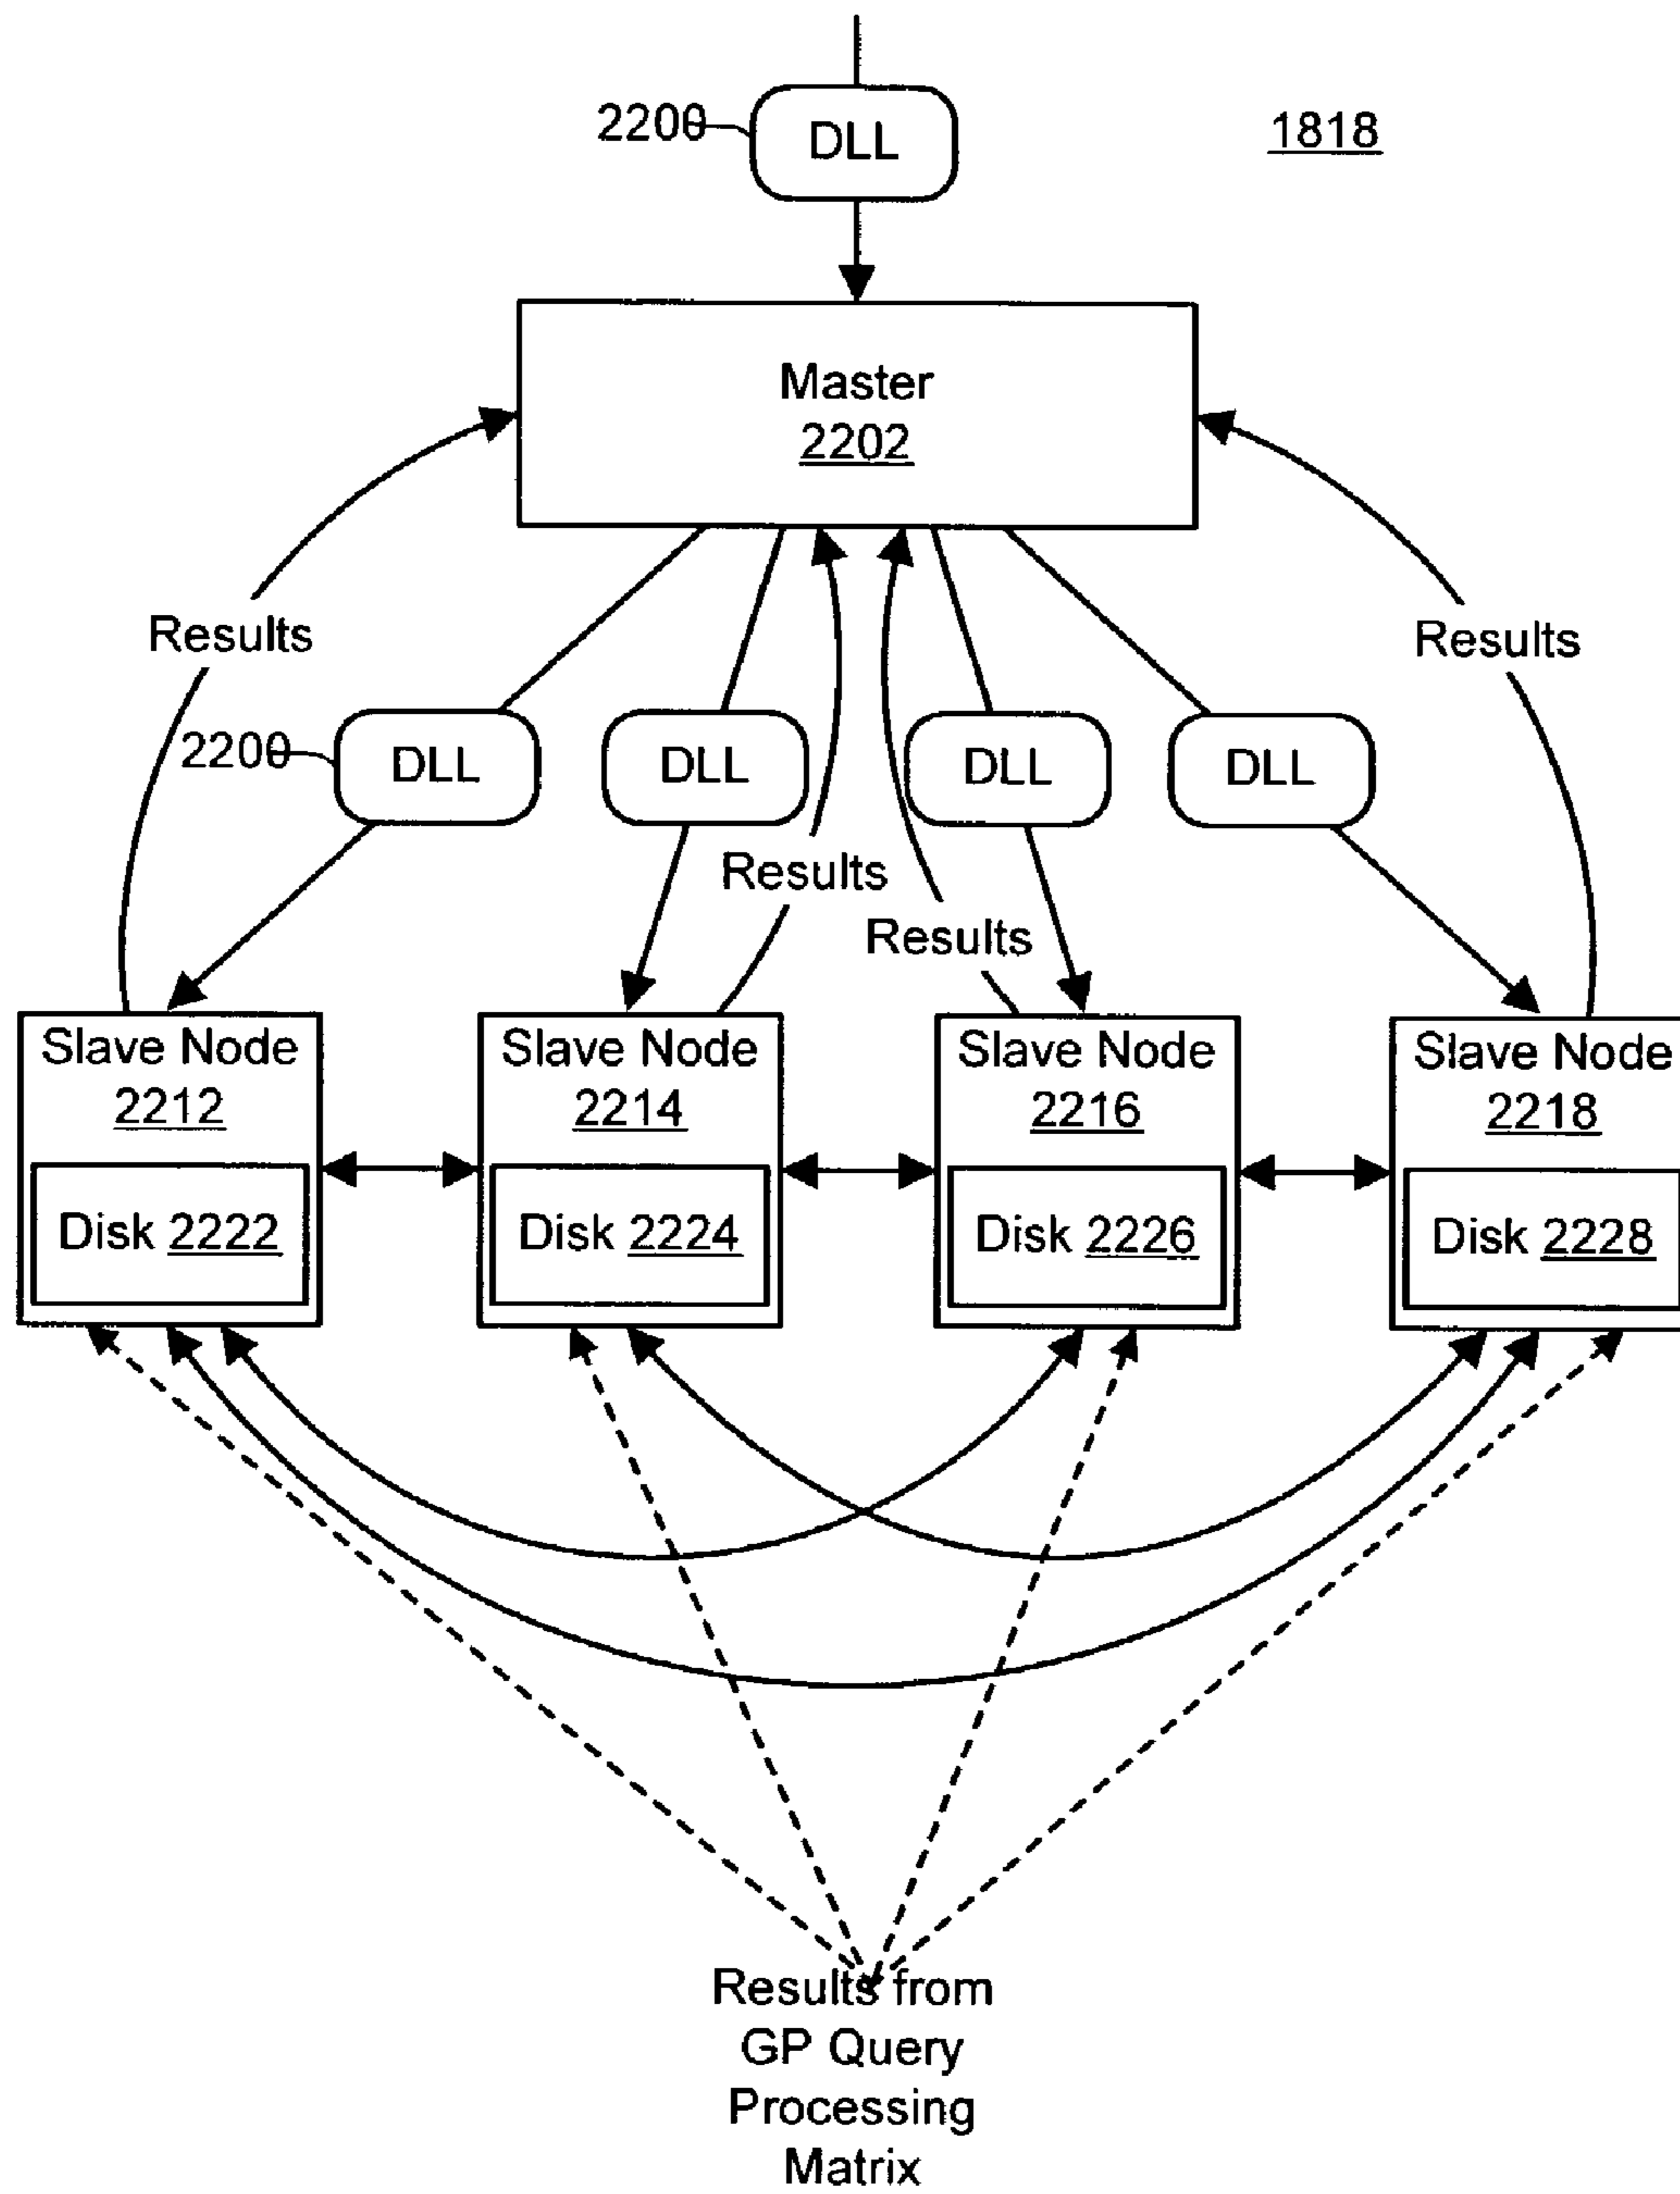 2200
DLL
1818
Master
2202
Results
Results
2200
DLL
DLL
DLL
DLL
Results
Results
Slave Node
2212
Disk 2222
Slave Node
2214
Disk 2224
Slave Node
2216
Disk 2226
Slave Node
2218
Disk 2228
Results from
GP Query
Processing
Matrix